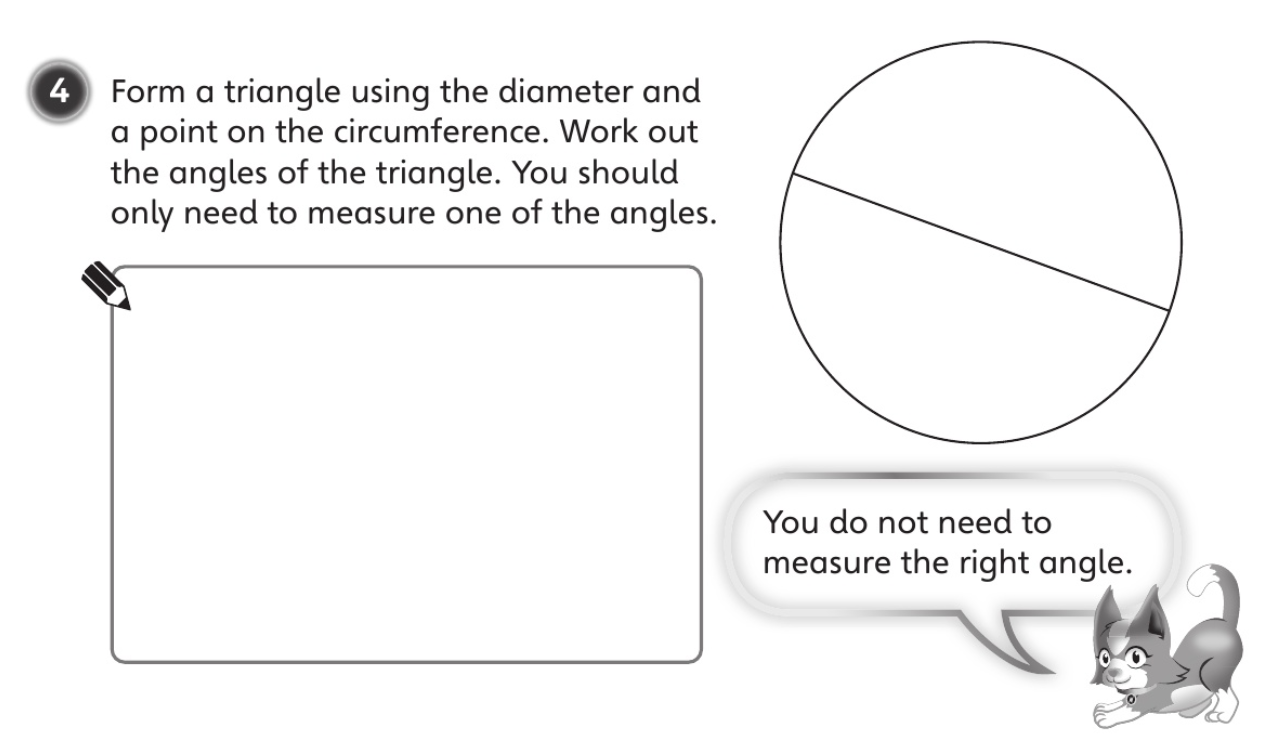 4
Form a triangle using the diameter and
a point on the circumference. Work out
the angles of the triangle. You should
only need to measure one of the angles.
You do not need to
measure the right angle.